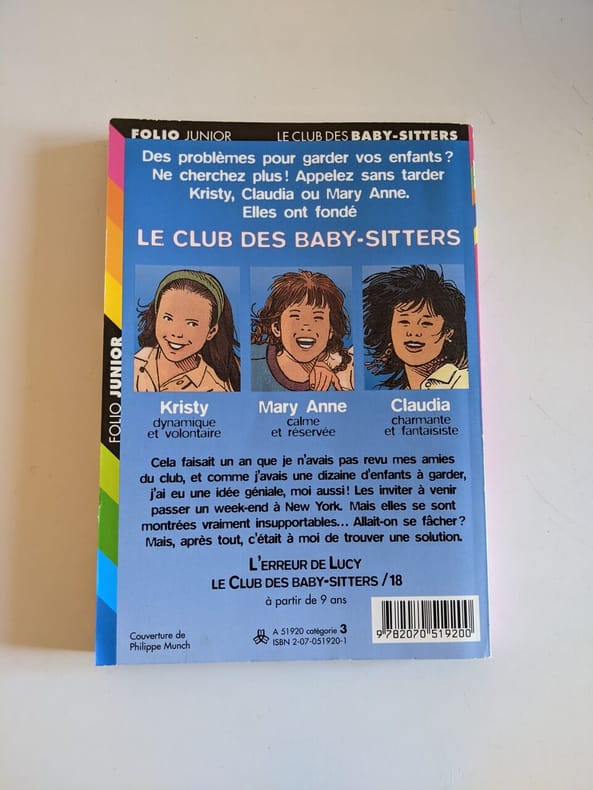 FOLIO JUNIOR
LE CLUB DES BABY-SITTERS
Des problèmes pour garder vos enfants ?
Ne cherchez plus ! Appelez sans tarder
Kristy, Claudia ou Mary Anne.
Elles ont fondé
LE CLUB DES BABY-SITTERS
Kristy
dynamique
et volontaire
Mary Anne
calme
et réservée
Claudia
charmante
et fantaisiste
FOLIO JUNIOR
Cela faisait un an que je n'avais pas revu mes amies
du club, et comme j'avais une dizaine d'enfants à garder,
j'ai eu une idée géniale, moi aussi ! Les inviter à venir
passer un week-end à New York. Mais elles se sont
montrées vraiment insupportables... Allait-on se fâcher ?
Mais, après tout, c'était à moi de trouver une solution.
L'ERREUR DE LUCY
LE CLUB DES BABY-SITTERS / 18
à partir de 9 ans
Couverture de
Philippe Munch
A 51920 catégorie 3
ISBN 2-07-051920-1
9 782070 519200